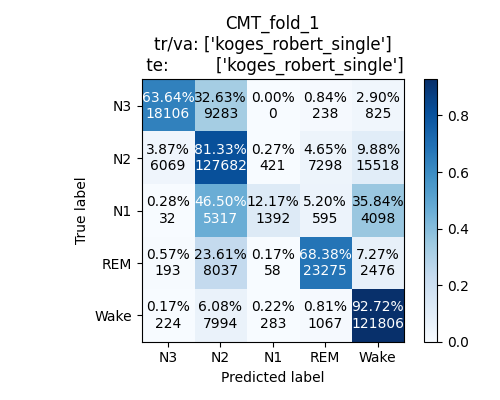 CMT_fold_1
tr/va: ['koges_robert_single']
te: ['koges_robert_single']
N3 63.64% 32.63% 0.00% 0.84% 2.90%
18106 9283 0 238 825
N2 3.87% 81.33% 0.27% 4.65% 9.88%
6069 127682 421 7298 15518
N1 0.28% 46.50% 12.17% 5.20% 35.84%
32 5317 1392 595 4098
REM 0.57% 23.61% 0.17% 68.38% 7.27%
193 8037 58 23275 2476
Wake 0.17% 6.08% 0.22% 0.81% 92.72%
224 7994 283 1067 121806
N3 N2 N1 REM Wake
Predicted label
True label
0.8
0.6
0.4
0.2
0.0